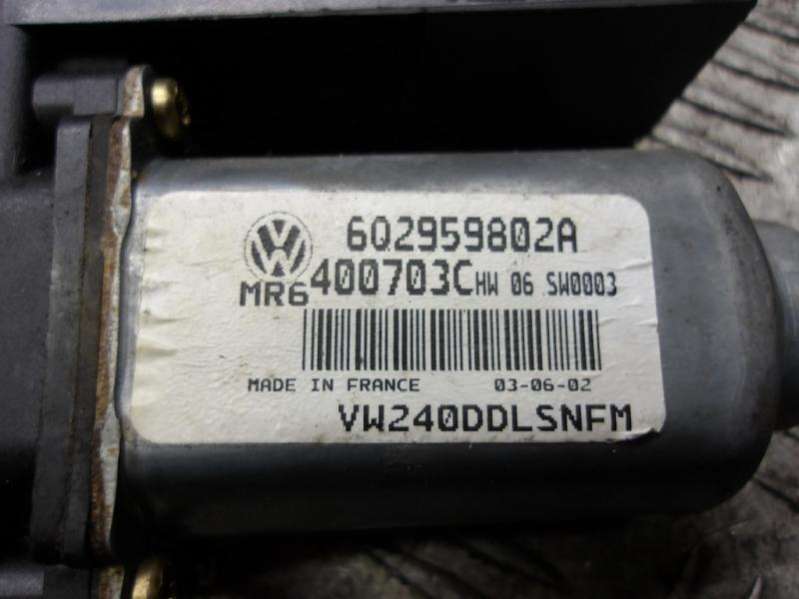 6Q2959802A
MR6 400703C HW 06 SW0003
MADE IN FRANCE 03-06-02
VW240DDLSNFM